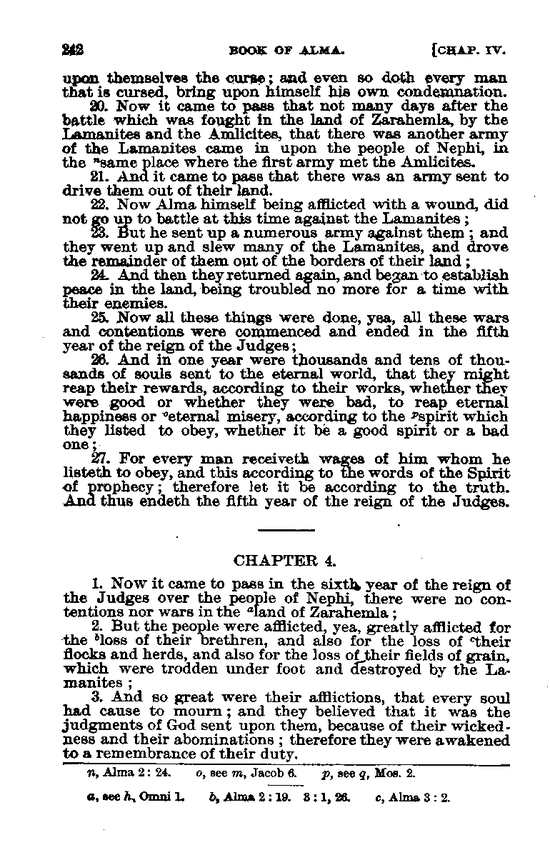 242 BOOK OF ALMA. [CHAP. IV.
upon themselves the curse; and even so doth every man
that is cursed, bring upon himself his own condemnation.
20. Now it came to pass that not many days after the
battle which was fought in the land of Zarahemla, by the
Lamanites and the Amlicites, that there was another army
of the Lamanites came in upon the people of Nephi, in
the ⁿsame place where the first army met the Amlicites.
21. And it came to pass that there was an army sent to
drive them out of their land.
22. Now Alma himself being afflicted with a wound, did
not go up to battle at this time against the Lamanites;
23. But he sent up a numerous army against them; and
they went up and slew many of the Lamanites, and drove
the remainder of them out of the borders of their land;
24. And then they returned again, and began to establish
peace in the land, being troubled no more for a time with
their enemies.
25. Now all these things were done, yea, all these wars
and contentions were commenced and ended in the fifth
year of the reign of the Judges;
26. And in one year were thousands and tens of thou-
sands of souls sent to the eternal world, that they might
reap their rewards, according to their works, whether they
were good or whether they were bad, to reap eternal
happiness or ᵒeternal misery, according to the ᵖspirit which
they listed to obey, whether it be a good spirit or a bad
one;
27. For every man receiveth wages of him whom he
listeth to obey, and this according to the words of the Spirit
of prophecy; therefore let it be according to the truth.
And thus endeth the fifth year of the reign of the Judges.
CHAPTER 4.
1. Now it came to pass in the sixth year of the reign of
the Judges over the people of Nephi, there were no con-
tentions nor wars in the ᵃland of Zarahemla;
2. But the people were afflicted, yea, greatly afflicted for
the ᵇloss of their brethren, and also for the loss of ᶜtheir
flocks and herds, and also for the loss of their fields of grain,
which were trodden under foot and destroyed by the La-
manites;
3. And so great were their afflictions, that every soul
had cause to mourn; and they believed that it was the
judgments of God sent upon them, because of their wicked-
ness and their abominations; therefore they were awakened
to a remembrance of their duty.
n, Alma 2: 24. o, see m, Jacob 6. p, see q, Mos. 2.
a, see h, Omni 1. b, Alma 2: 19. 3: 1, 26. c, Alma 3: 2.